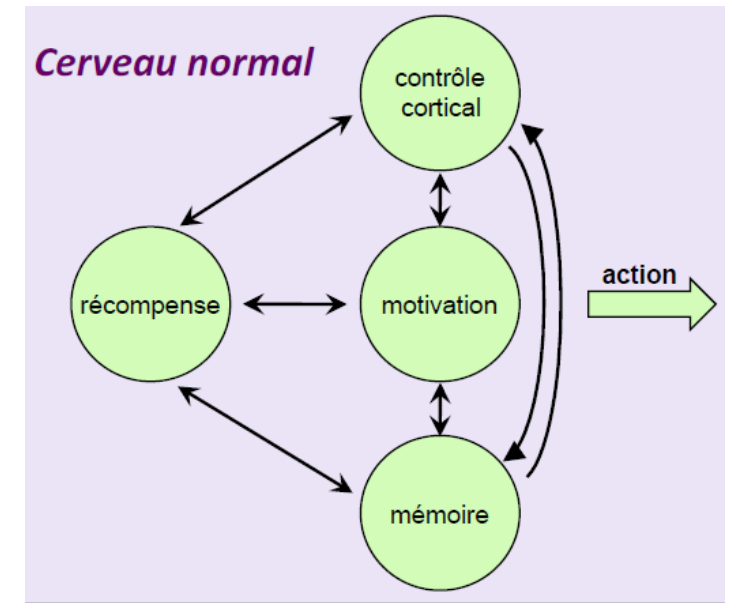 Cerveau normal
contrôle
cortical
récompense
motivation
action
mémoire